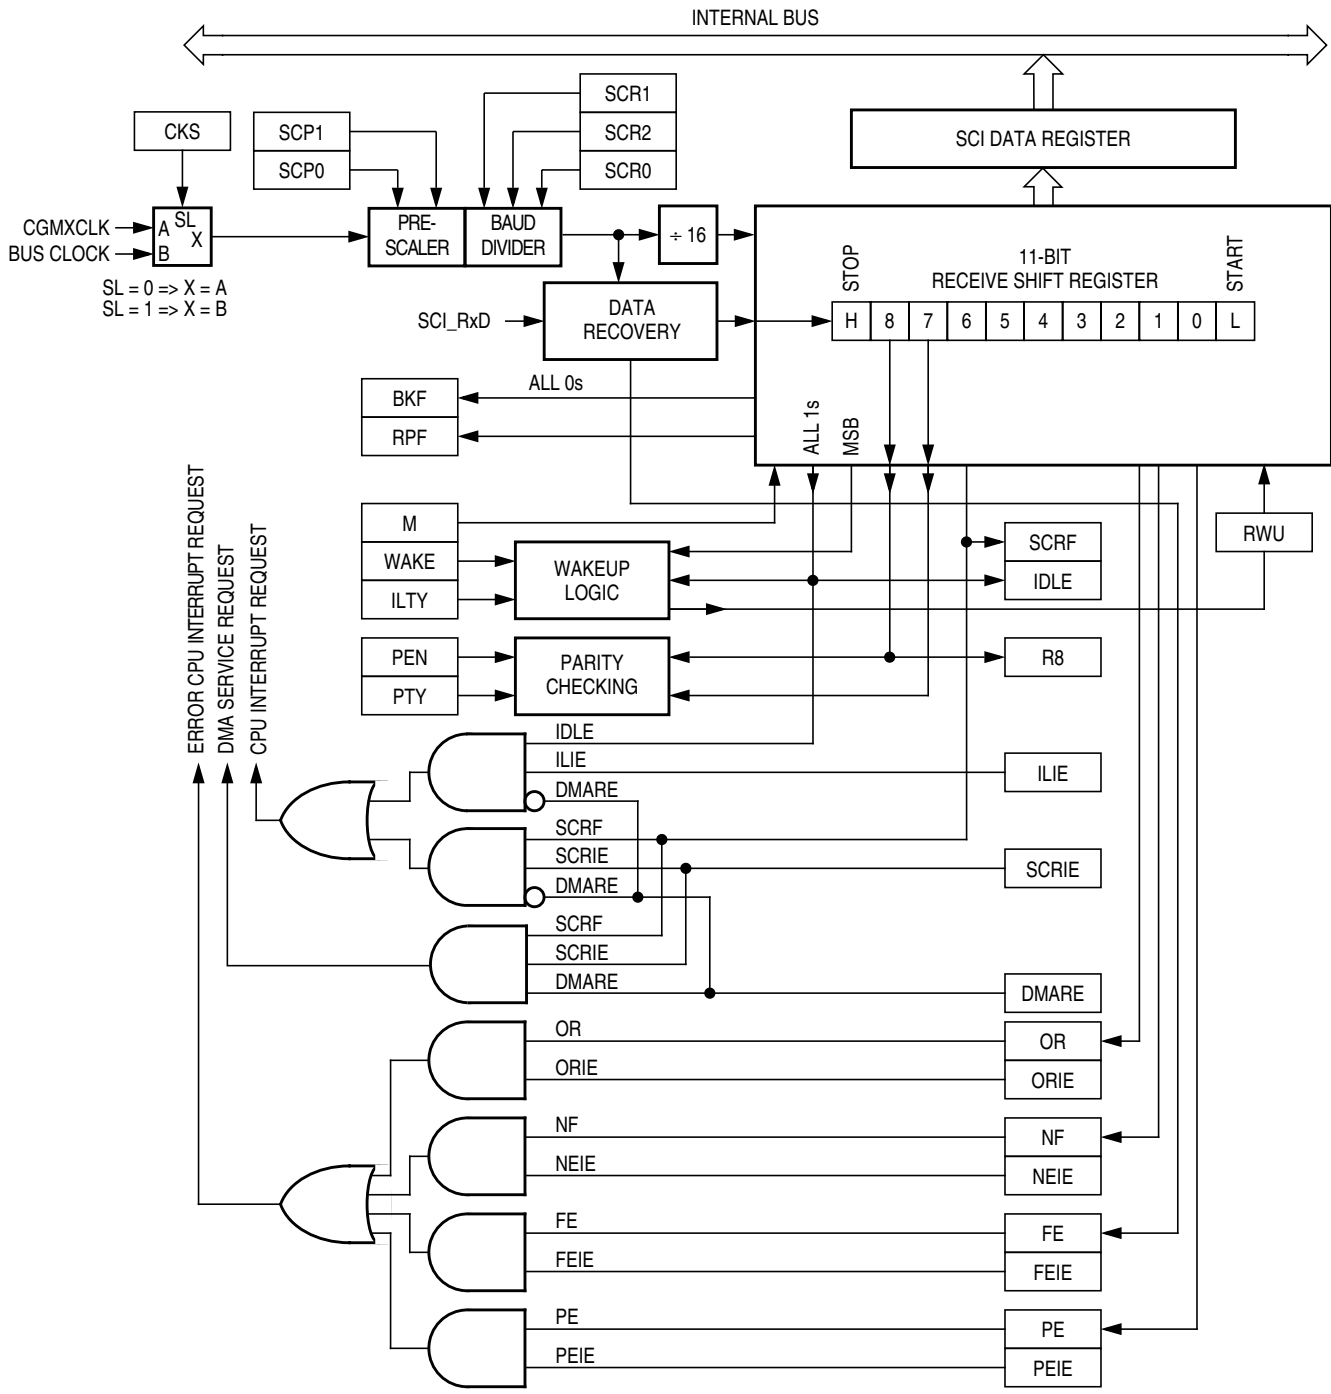 INTERNAL BUS
SCR1
SCR2
SCR0
SCP1
SCP0
CKS
SCI DATA REGISTER
CGMXCLK
BUS CLOCK
A
SL
X
B
SL = 0 => X = A
SL = 1 => X = B
PRE-
SCALER
BAUD
DIVIDER
÷ 16
STOP
11-BIT
RECEIVE SHIFT REGISTER
START
SCI_RxD
DATA
RECOVERY
H 8 7 6 5 4 3 2 1 0 L
ALL 0s
BKF
RPF
ALL 1s
MSB
ERROR CPU INTERRUPT REQUEST
DMA SERVICE REQUEST
CPU INTERRUPT REQUEST
M
WAKE
ILTY
WAKEUP
LOGIC
SCRF
IDLE
RWU
PEN
PTY
PARITY
CHECKING
R8
IDLE
ILIE
DMARE
ILIE
SCRF
SCRIE
DMARE
SCRIE
SCRF
SCRIE
DMARE
DMARE
OR
ORIE
OR
ORIE
NF
NEIE
NF
NEIE
FE
FEIE
FE
FEIE
PE
PEIE
PE
PEIE